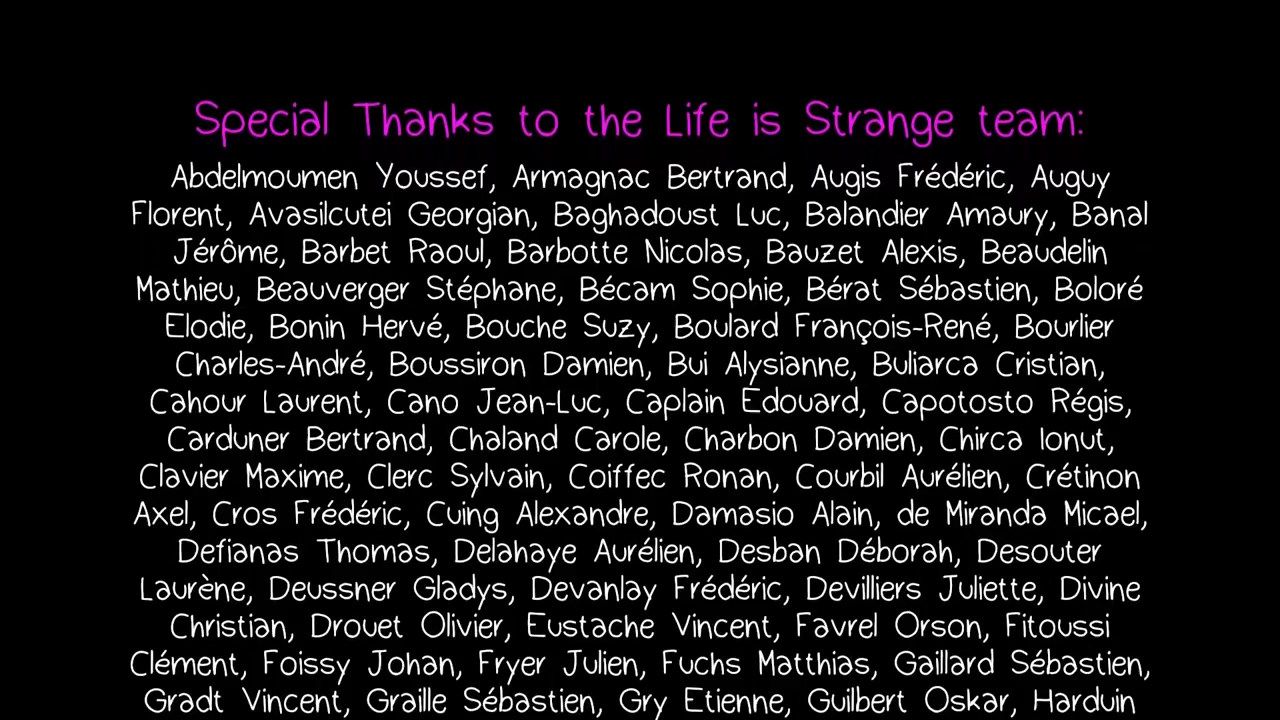 Special Thanks to the Life is Strange team:
Abdelmoumen Youssef, Armagnac Bertrand, Augis Frédéric, Auguy
Florent, Avasilcutei Georgian, Baghadoust Luc, Balandier Amaury, Banal
Jérôme, Barbet Raoul, Barbotte Nicolas, Bauzet Alexis, Beaudelin
Mathieu, Beauverger Stéphane, Bécam Sophie, Bérat Sébastien, Boloré
Elodie, Bonin Hervé, Bouche Suzy, Boulard François-René, Bourlier
Charles-André, Boussiron Damien, Bui Alysianne, Buliarca Cristian,
Cahour Laurent, Cano Jean-Luc, Caplain Edouard, Capotosto Régis,
Carduner Bertrand, Chaland Carole, Charbon Damien, Chirca Ionut,
Clavier Maxime, Clerc Sylvain, Coiffec Ronan, Courbil Aurélien, Crétinon
Axel, Cros Frédéric, Cuing Alexandre, Damasio Alain, de Miranda Micael,
Defianas Thomas, Delahaye Aurélien, Desban Déborah, Desouter
Laurène, Deussner Gladys, Devanlay Frédéric, Devilliers Juliette, Divine
Christian, Drouet Olivier, Eustache Vincent, Favrel Orson, Fitoussi
Clément, Foissy Johan, Fryer Julien, Fuchs Matthias, Gaillard Sébastien,
Gradt Vincent, Graille Sébastien, Gry Etienne, Guilbert Oskar, Harduin